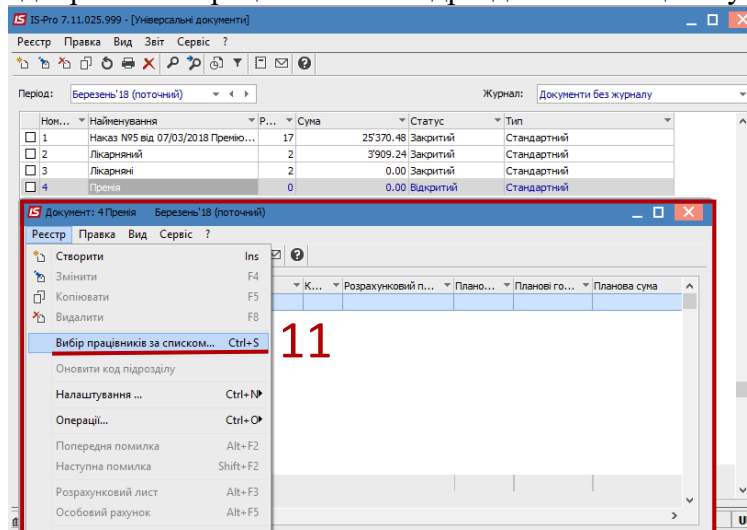 IS-Pro 7.11.025.999 - [Універсальні документи]
Реєстр Правка Вид Звіт Сервіс ?
Період: Березень'18 (поточний) Журнал: Документи без журналу
Ном... Найменування Р... Сума Статус Тип
1 Наказ №5 від 07/03/2018 Премію... 17 25'370.48 Закритий Стандартний
2 Лікарняний 2 3'909.24 Закритий Стандартний
3 Лікарняні 2 0.00 Закритий Стандартний
4 Премія 0 0.00 Відкритий Стандартний
Документ: 4 Премія Березень'18 (поточний)
Реєстр Правка Вид Сервіс ?
К... Розрахунковий п... Плано... Планові го... Планова сума
Створити Ins
Змінити F4
Копіювати F5
Видалити F8
Вибір працівників за списком... Ctrl+S
11
Оновити код підрозділу
Налаштування ... Ctrl+N
Операції... Ctrl+O
Попередня помилка Alt+F2
Наступна помилка Shift+F2
Розрахунковий лист Alt+F3
Особовий рахунок Alt+F5